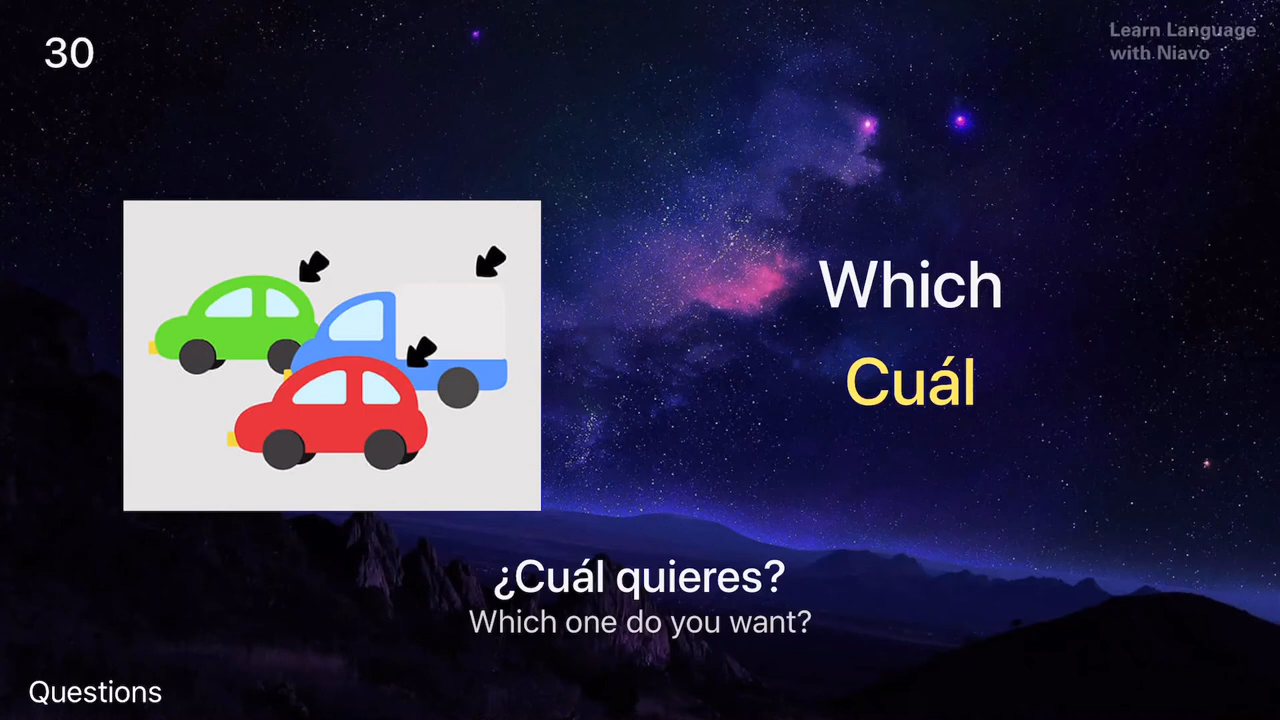 30
Learn Language
with Niavo
Which
Cuál
¿Cuál quieres?
Which one do you want?
Questions